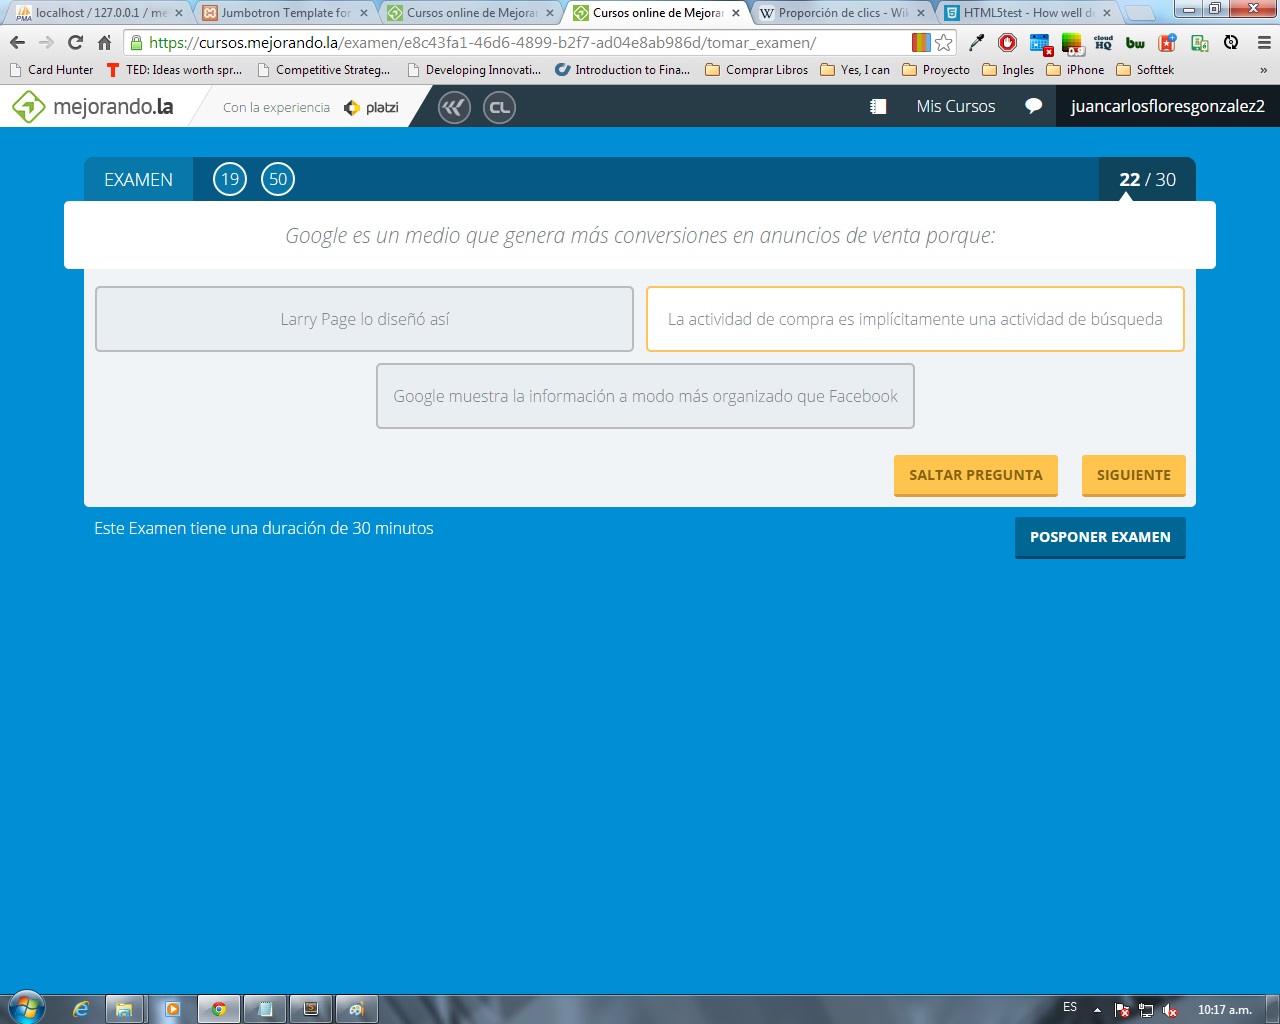 localhost / 127.0.0.1 / me
Jumbotron Template for
Cursos online de Mejorar
Cursos online de Mejorar
Proporción de clics - Wik
HTML5test - How well do
https://cursos.mejorando.la/examen/e8c43fa1-46d6-4899-b2f7-ad04e8ab986d/tomar_examen/
cloud HQ
bw
Card Hunter
TED: Ideas worth spr...
Competitive Strateg...
Developing Innovati...
Introduction to Fina...
Comprar Libros
Yes, I can
Proyecto
Ingles
iPhone
Softtek
»
mejorando.la
Con la experiencia
platzi
CL
Mis Cursos
juancarlosfloresgonzalez2
EXAMEN
19
50
22 / 30
Google es un medio que genera más conversiones en anuncios de venta porque:
Larry Page lo diseñó así
La actividad de compra es implícitamente una actividad de búsqueda
Google muestra la información a modo más organizado que Facebook
SALTAR PREGUNTA
SIGUIENTE
Este Examen tiene una duración de 30 minutos
POSPONER EXAMEN
ES
10:17 a.m.